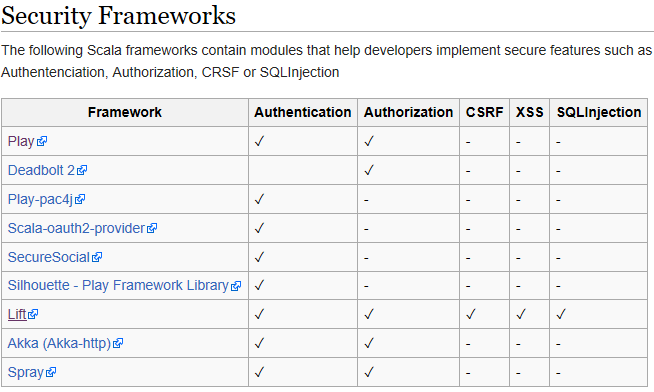 Security Frameworks
The following Scala frameworks contain modules that help developers implement secure features such as
Authentenciation, Authorization, CRSF or SQLInjection
Framework Authentication Authorization CSRF XSS SQLInjection
Play ✓ ✓ - - -
Deadbolt 2 ✓ - - -
Play-pac4j ✓ - - - -
Scala-oauth2-provider ✓ - - - -
SecureSocial ✓ - - - -
Silhouette - Play Framework Library ✓ - - - -
Lift ✓ ✓ ✓ ✓ ✓
Akka (Akka-http) ✓ ✓ - - -
Spray ✓ ✓ - - -